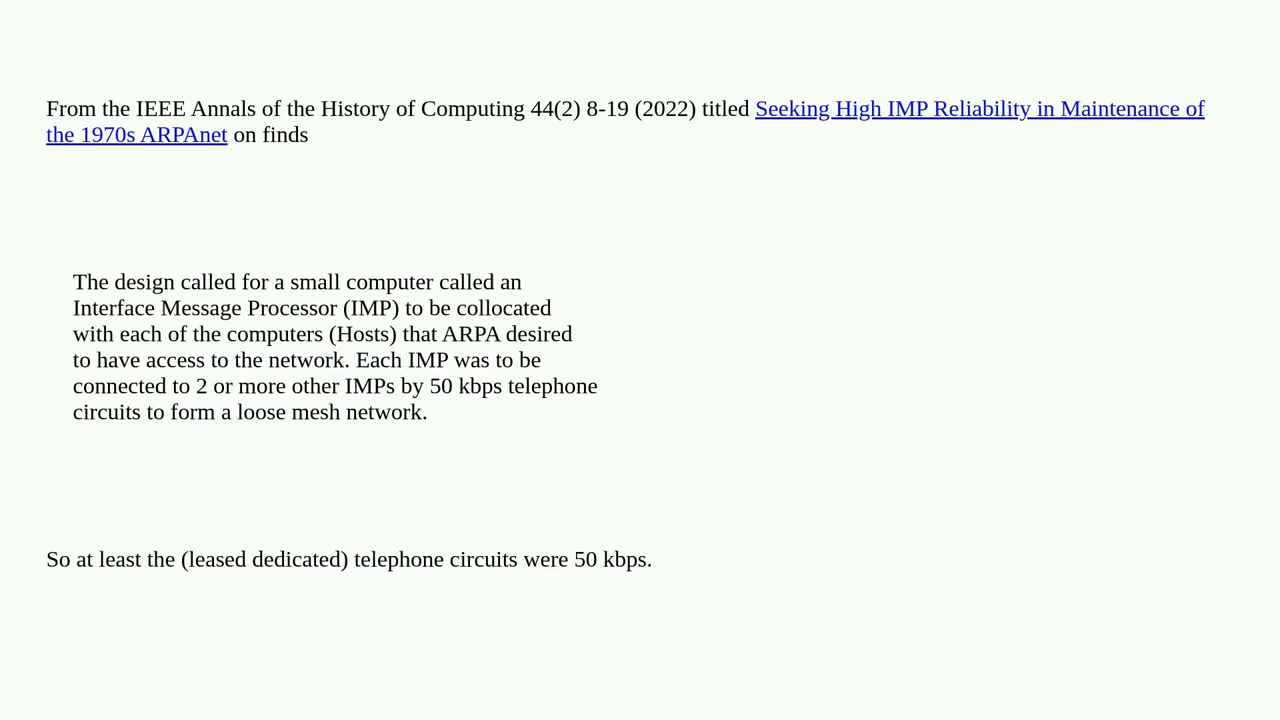 From the IEEE Annals of the History of Computing 44(2) 8-19 (2022) titled Seeking High IMP Reliability in Maintenance of
the 1970s ARPAnet on finds
The design called for a small computer called an
Interface Message Processor (IMP) to be collocated
with each of the computers (Hosts) that ARPA desired
to have access to the network. Each IMP was to be
connected to 2 or more other IMPs by 50 kbps telephone
circuits to form a loose mesh network.
So at least the (leased dedicated) telephone circuits were 50 kbps.